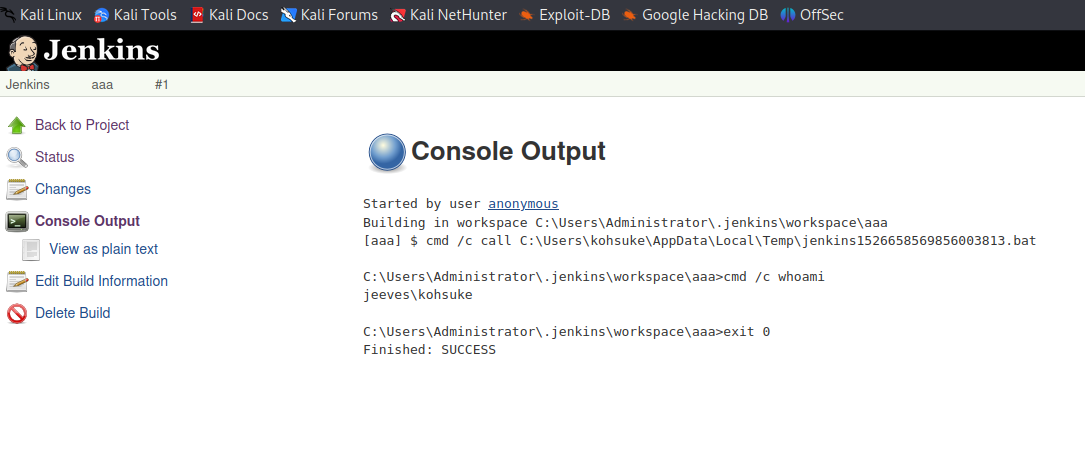 Kali Linux Kali Tools Kali Docs Kali Forums Kali NetHunter Exploit-DB Google Hacking DB OffSec
Jenkins
Jenkins aaa #1
Back to Project
Status
Changes
Console Output
View as plain text
Edit Build Information
Delete Build
Console Output
Started by user anonymous
Building in workspace C:\Users\Administrator\.jenkins\workspace\aaa
[aaa] $ cmd /c call C:\Users\kohsuke\AppData\Local\Temp\jenkins1526658569856003813.bat
C:\Users\Administrator\.jenkins\workspace\aaa>cmd /c whoami
jeeves\kohsuke
C:\Users\Administrator\.jenkins\workspace\aaa>exit 0
Finished: SUCCESS